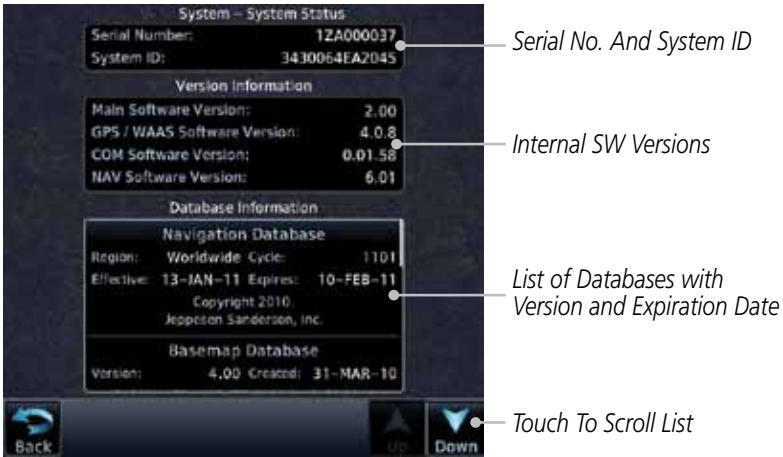 System – System Status
Serial Number: 1ZA000037
System ID: 3430064EA2045
Serial No. And System ID
Version Information
Main Software Version: 2.00
GPS / WAAS Software Version: 4.0.8
COM Software Version: 0.01.58
NAV Software Version: 6.01
Internal SW Versions
Database Information
Navigation Database
Region: Worldwide Cycle: 1101
Effective: 13-JAN-11 Expires: 10-FEB-11
Copyright 2010
Jeppesen Sanderson, Inc.
List of Databases with
Version and Expiration Date
Basemap Database
Version: 4.00 Created: 31-MAR-10
Back Up Down
Touch To Scroll List